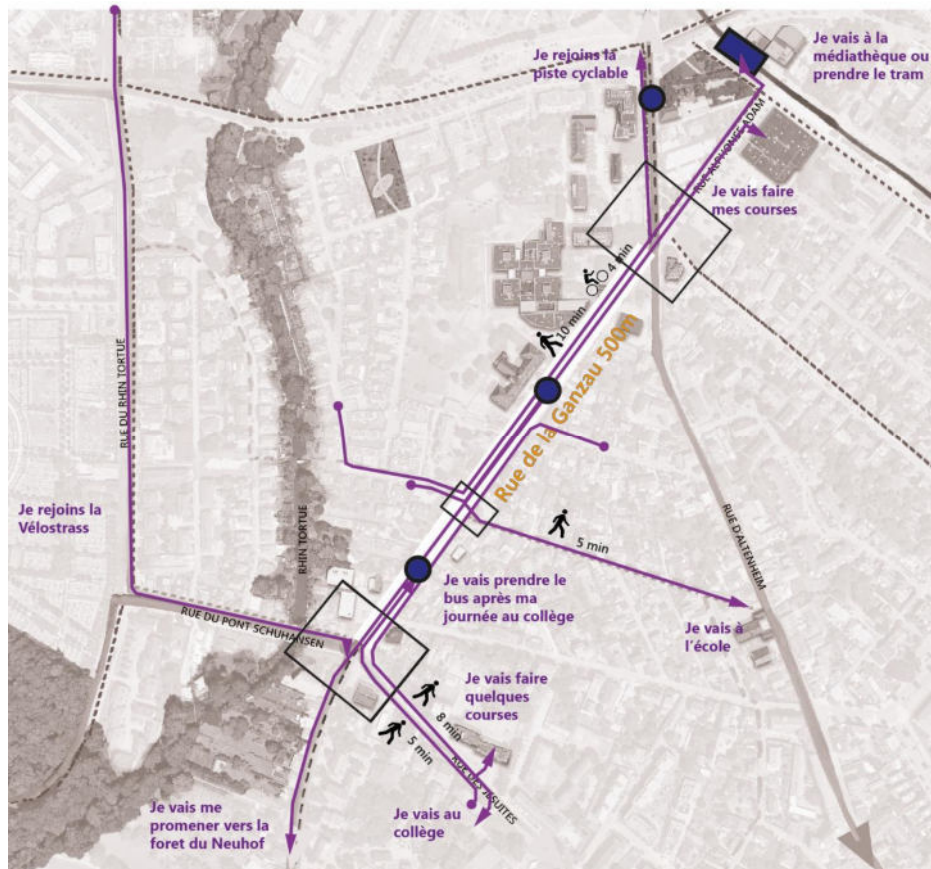 Je vais à la
médiathèque ou
prendre le tram
Je rejoins la
piste cyclable
RUE ALPHONSE ADAM
Je vais faire
mes courses
4 min
10 min
Rue de la Ganzau 500m
RUE DU RHIN TORTUE
Je rejoins la
Vélostrass
RHIN TORTUE
5 min
RUE D'ALTENHEIM
Je vais prendre le
bus après ma
journée au collège
RUE DU PONT SCHUHANSEN
Je vais à
l'école
Je vais faire
quelques
courses
8 min
5 min
RUE DES JESUITES
Je vais me
promener vers la
foret du Neuhof
Je vais au
collège